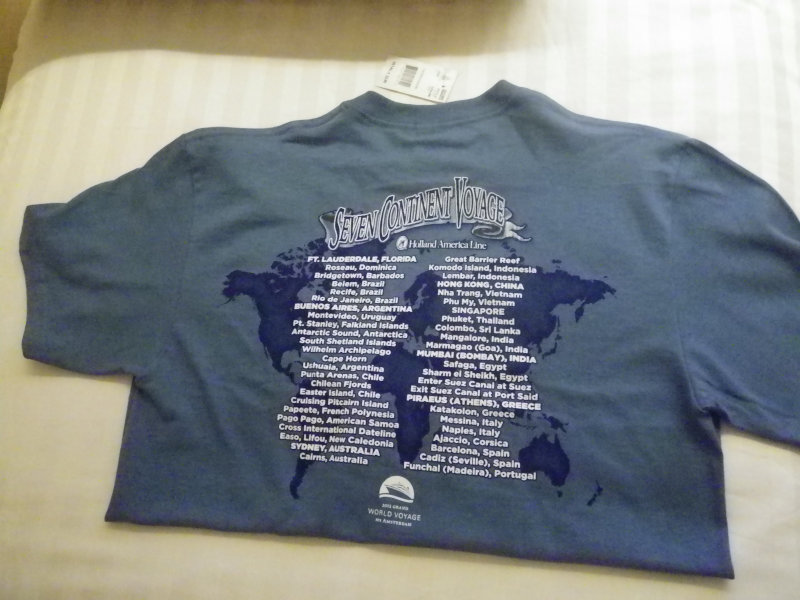 SEVEN CONTINENT VOYAGE
Holland America Line
FT. LAUDERDALE, FLORIDA
Roseau, Dominica
Bridgetown, Barbados
Belem, Brazil
Recife, Brazil
Rio de Janeiro, Brazil
BUENOS AIRES, ARGENTINA
Montevideo, Uruguay
Pt. Stanley, Falkland Islands
Antarctic Sound, Antarctica
South Shetland Islands
Wilhelm Archipelago
Cape Horn
Ushuaia, Argentina
Punta Arenas, Chile
Chilean Fjords
Easter Island, Chile
Cruising Pitcairn Island
Papeete, French Polynesia
Pago Pago, American Samoa
Cross International Dateline
Easo, Lifou, New Caledonia
SYDNEY, AUSTRALIA
Cairns, Australia
Great Barrier Reef
Komodo Island, Indonesia
Lembar, Indonesia
HONG KONG, CHINA
Nha Trang, Vietnam
Phu My, Vietnam
SINGAPORE
Phuket, Thailand
Colombo, Sri Lanka
Mangalore, India
Marmagao (Goa), India
MUMBAI (BOMBAY), INDIA
Safaga, Egypt
Sharm el Sheikh, Egypt
Enter Suez Canal at Suez
Exit Suez Canal at Port Said
PIRAEUS (ATHENS), GREECE
Katakolon, Greece
Messina, Italy
Naples, Italy
Ajaccio, Corsica
Barcelona, Spain
Cadiz (Seville), Spain
Funchal (Madeira), Portugal
GRAND
WORLD VOYAGE
MS AMSTERDAM